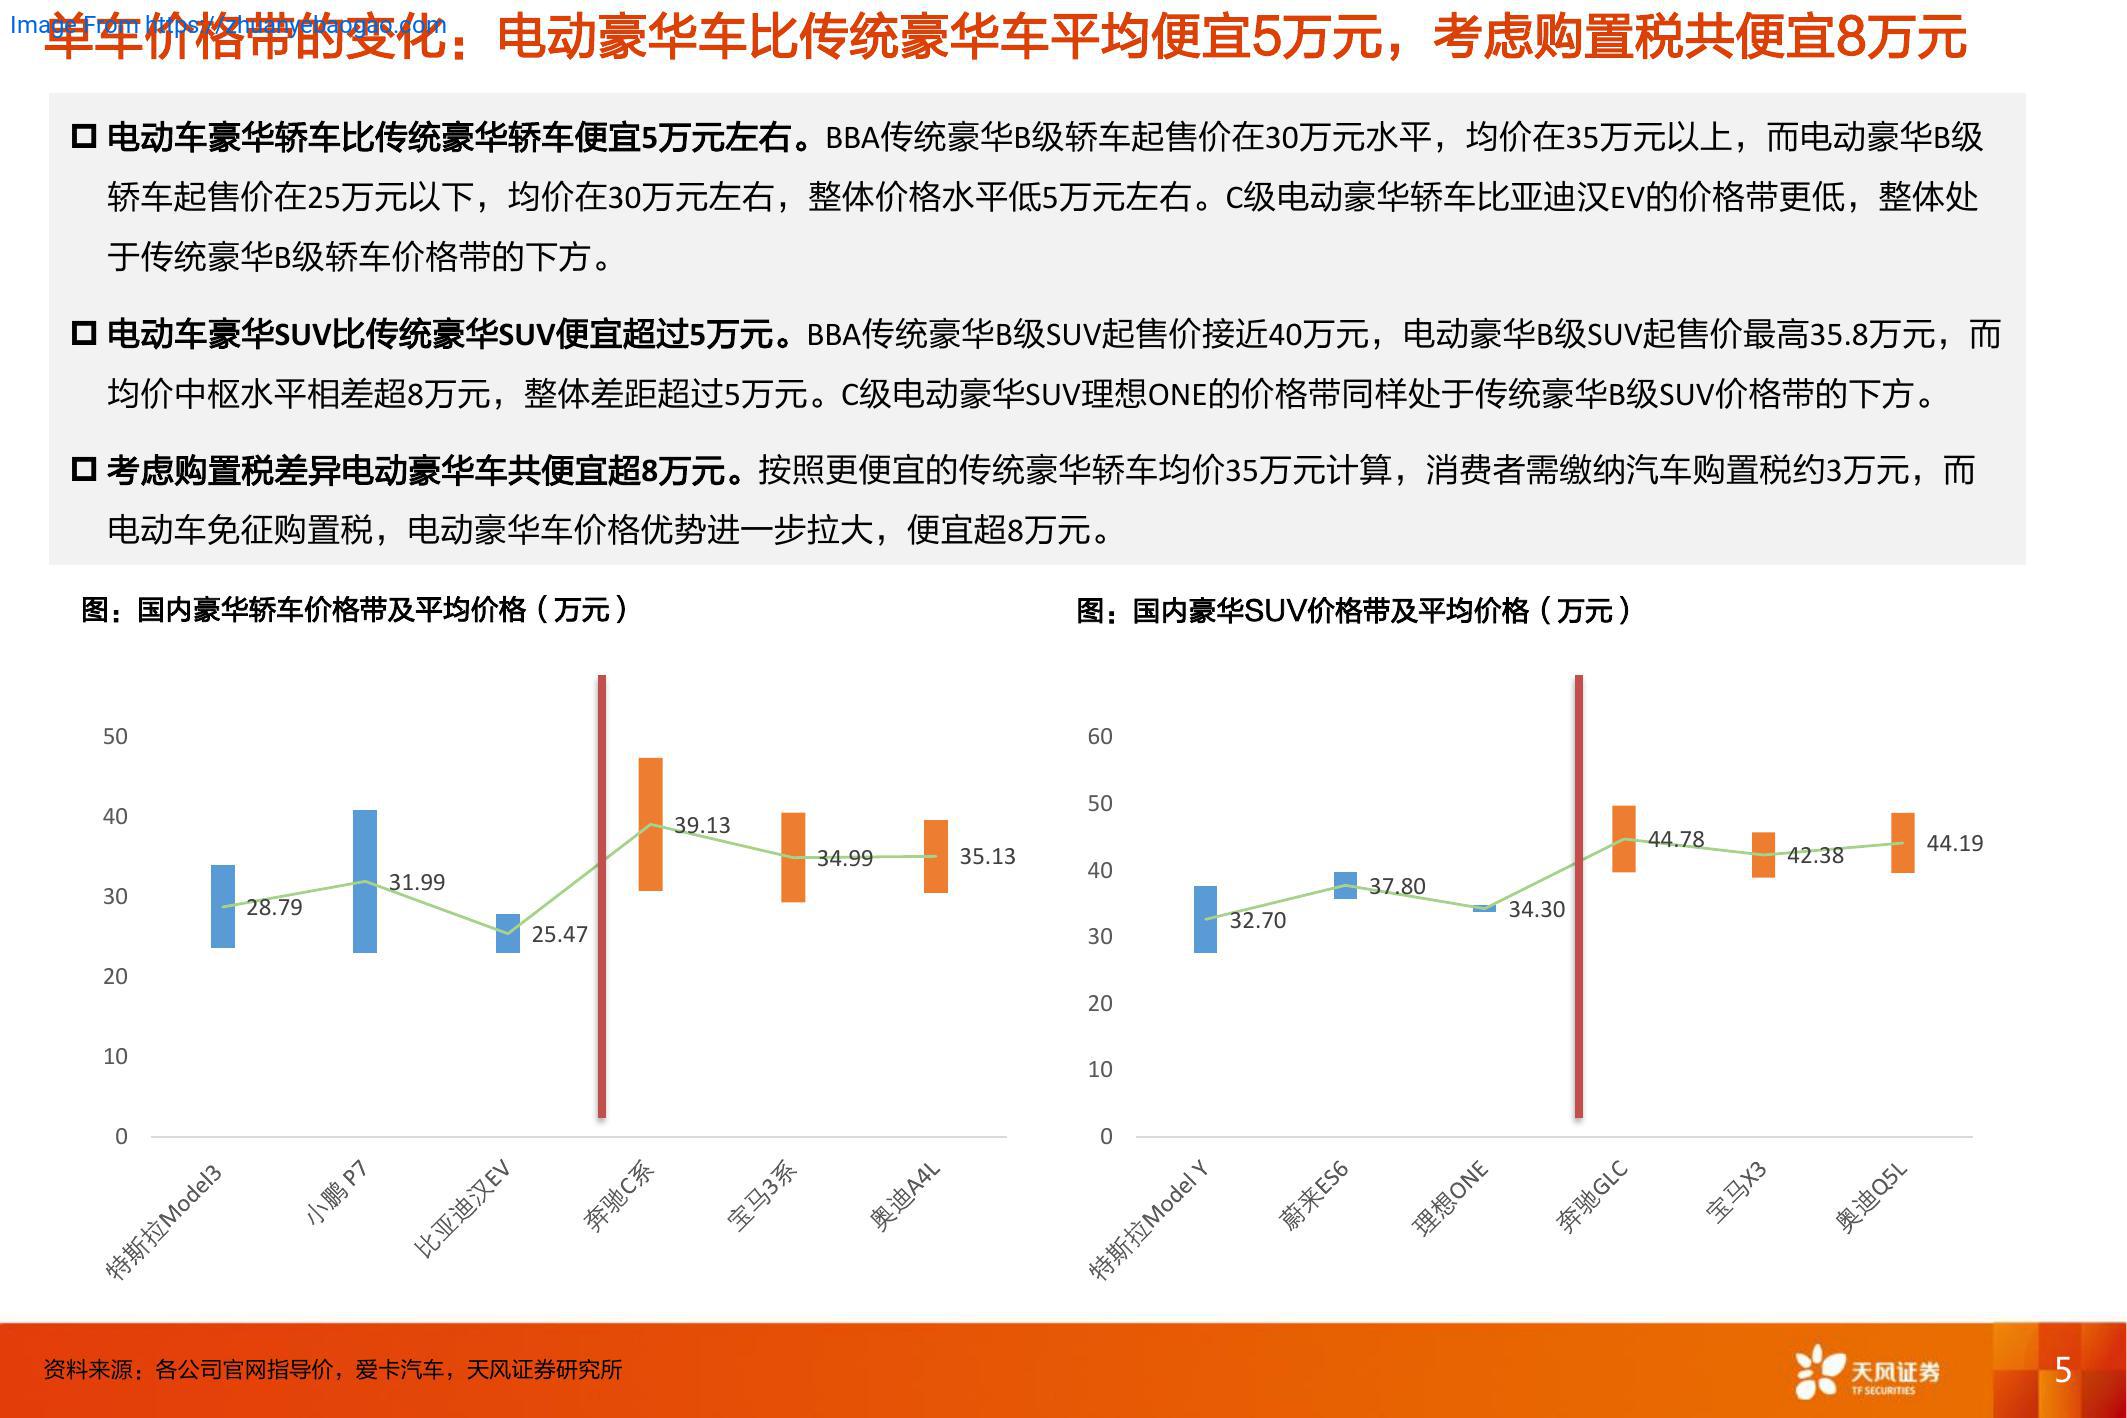 Image From https://zhuanyebaogao.com
单车价格带的变化：电动豪华车比传统豪华车平均便宜5万元，考虑购置税共便宜8万元
电动车豪华轿车比传统豪华轿车便宜5万元左右。BBA传统豪华B级轿车起售价在30万元水平，均价在35万元以上，而电动豪华B级
轿车起售价在25万元以下，均价在30万元左右，整体价格水平低5万元左右。C级电动豪华轿车比亚迪汉EV的价格带更低，整体处
于传统豪华B级轿车价格带的下方。
电动车豪华SUV比传统豪华SUV便宜超过5万元。BBA传统豪华B级SUV起售价接近40万元，电动豪华B级SUV起售价最高35.8万元，而
均价中枢水平相差超8万元，整体差距超过5万元。C级电动豪华SUV理想ONE的价格带同样处于传统豪华B级SUV价格带的下方。
考虑购置税差异电动豪华车共便宜超8万元。按照更便宜的传统豪华轿车均价35万元计算，消费者需缴纳汽车购置税约3万元，而
电动车免征购置税，电动豪华车价格优势进一步拉大，便宜超8万元。
图：国内豪华轿车价格带及平均价格（万元）
50
40
30
20
10
0
28.79
31.99
25.47
39.13
34.99
35.13
特斯拉Model3
小鹏 P7
比亚迪汉EV
奔驰C系
宝马3系
奥迪A4L
图：国内豪华SUV价格带及平均价格（万元）
60
50
40
30
20
10
0
32.70
37.80
34.30
44.78
42.38
44.19
特斯拉Model Y
蔚来ES6
理想ONE
奔驰GLC
宝马X3
奥迪Q5L
资料来源：各公司官网指导价，爱卡汽车，天风证券研究所
天风证券
TF SECURITIES
5